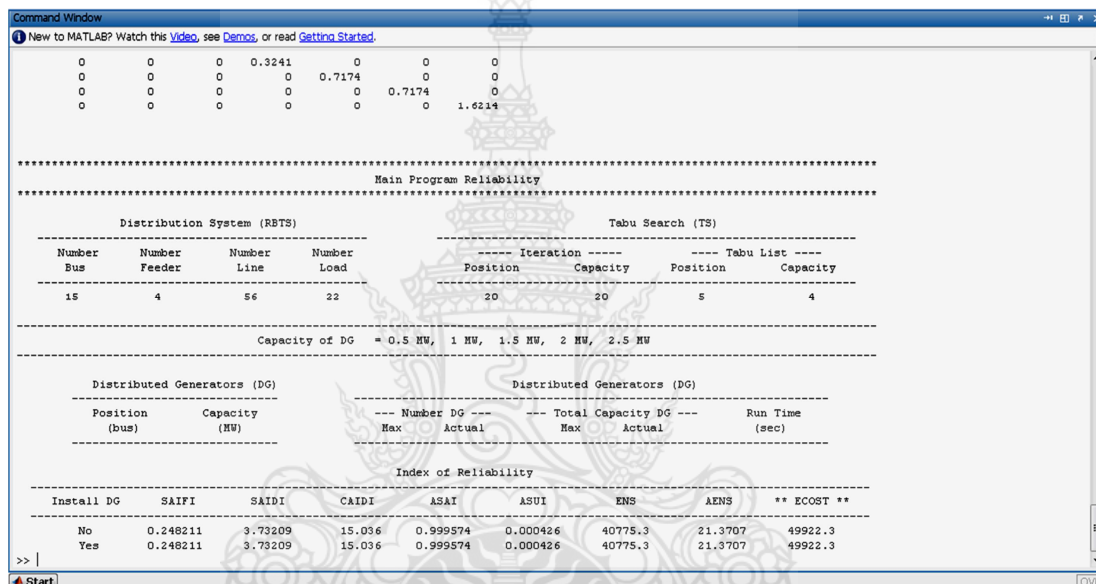 Command Window
New to MATLAB? Watch this Video, see Demos, or read Getting Started.
0 0 0 0.3241 0 0 0
0 0 0 0 0.7174 0 0
0 0 0 0 0 0.7174 0
0 0 0 0 0 0 1.6214
Main Program Reliability
Distribution System (RBTS) Tabu Search (TS)
Number Number Number Number ----- Iteration ----- ---- Tabu List ----
Bus Feeder Line Load Position Capacity Position Capacity
15 4 56 22 20 20 5 4
Capacity of DG = 0.5 MW, 1 MW, 1.5 MW, 2 MW, 2.5 MW
Distributed Generators (DG) Distributed Generators (DG)
Position Capacity --- Number DG --- --- Total Capacity DG --- Run Time
(bus) (MW) Max Actual Max Actual (sec)
Index of Reliability
Install DG SAIFI SAIDI CAIDI ASAI ASUI ENS AENS ** ECOST **
No 0.248211 3.73209 15.036 0.999574 0.000426 40775.3 21.3707 49922.3
Yes 0.248211 3.73209 15.036 0.999574 0.000426 40775.3 21.3707 49922.3
>>
Start OVR